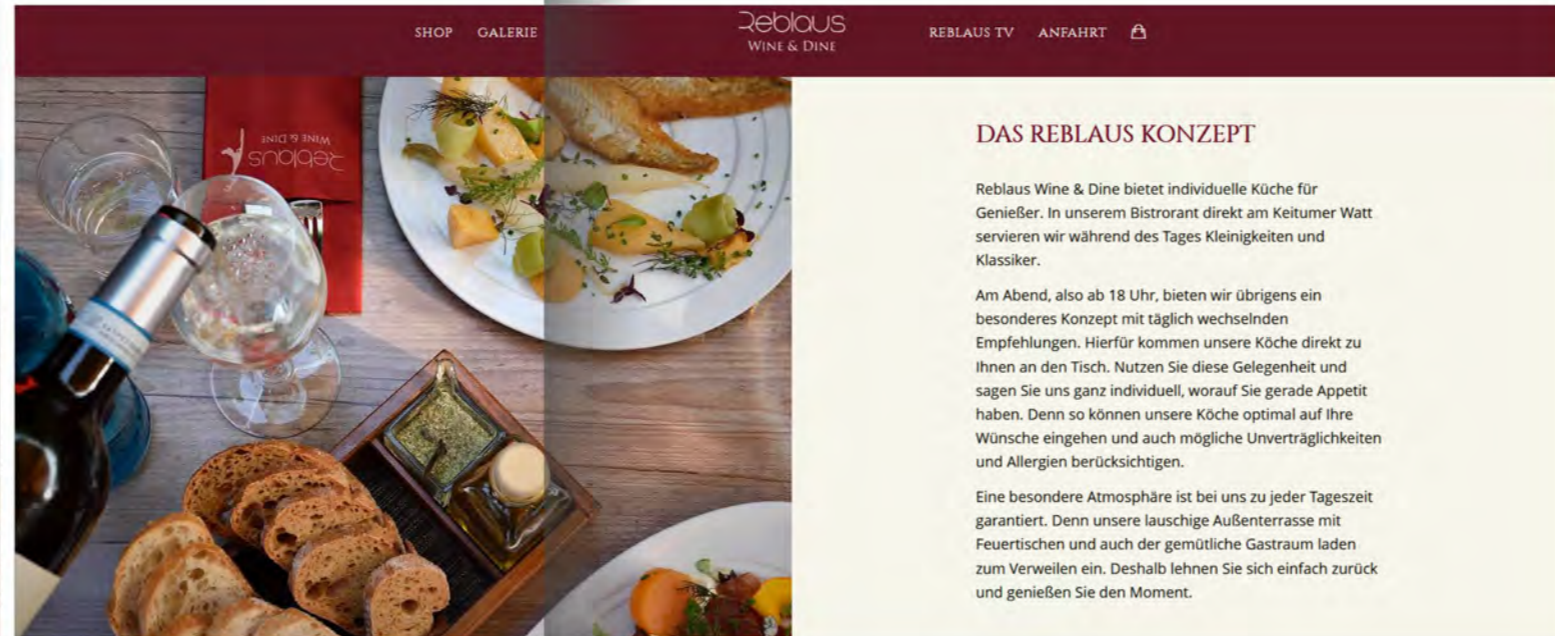 SHOP GALERIE Reblaus REBLAUS TV ANFAHRT
WINE & DINE
Reblaus
WINE & DINE
DAS REBLAUS KONZEPT
Reblaus Wine & Dine bietet individuelle Küche für
Genießer. In unserem Bistrorant direkt am Keitumer Watt
servieren wir während des Tages Kleinigkeiten und
Klassiker.
Am Abend, also ab 18 Uhr, bieten wir übrigens ein
besonderes Konzept mit täglich wechselnden
Empfehlungen. Hierfür kommen unsere Köche direkt zu
Ihnen an den Tisch. Nutzen Sie diese Gelegenheit und
sagen Sie uns ganz individuell, worauf Sie gerade Appetit
haben. Denn so können unsere Köche optimal auf Ihre
Wünsche eingehen und auch mögliche Unverträglichkeiten
und Allergien berücksichtigen.
Eine besondere Atmosphäre ist bei uns zu jeder Tageszeit
garantiert. Denn unsere lauschige Außenterrasse mit
Feuertischen und auch der gemütliche Gastraum laden
zum Verweilen ein. Deshalb lehnen Sie sich einfach zurück
und genießen Sie den Moment.